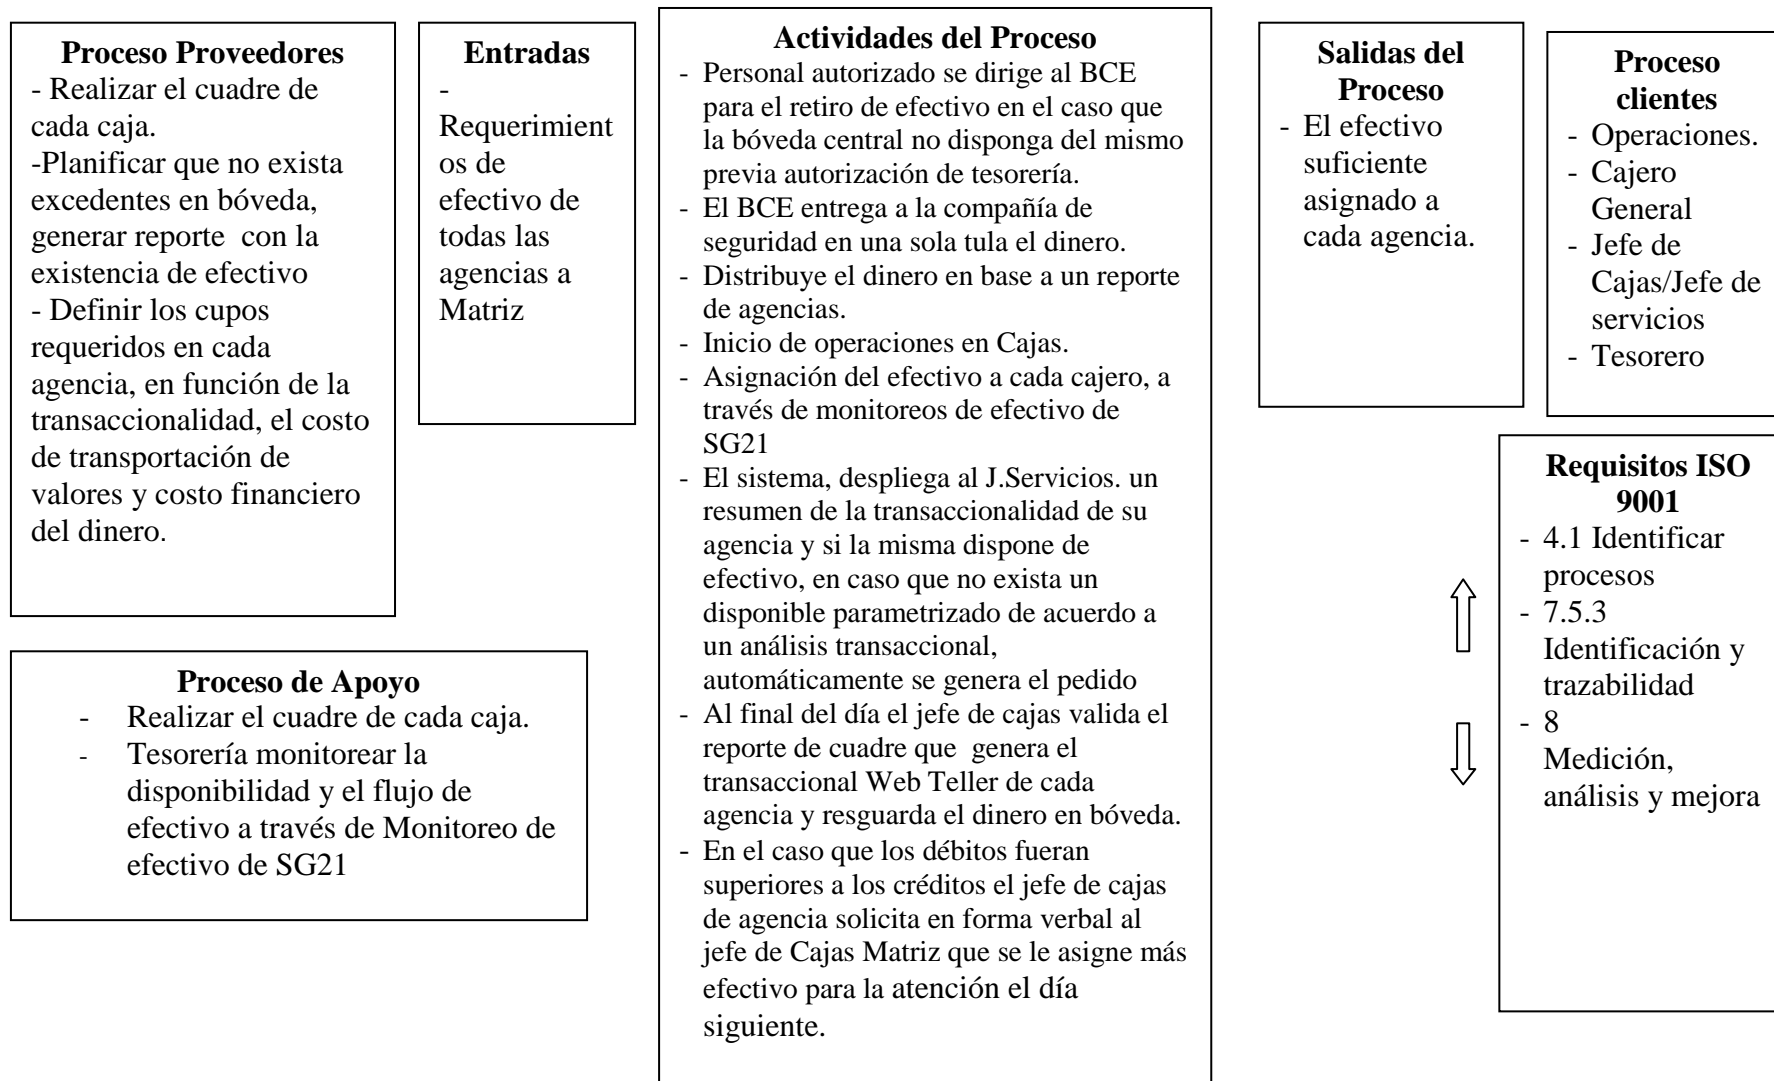 Proceso Proveedores
- Realizar el cuadre de
cada caja.
-Planificar que no exista
excedentes en bóveda,
generar reporte con la
existencia de efectivo
- Definir los cupos
requeridos en cada
agencia, en función de la
transaccionalidad, el costo
de transportación de
valores y costo financiero
del dinero.
Entradas
-
Requerimient
os de
efectivo de
todas las
agencias a
Matriz
Actividades del Proceso
- Personal autorizado se dirige al BCE
para el retiro de efectivo en el caso que
la bóveda central no disponga del mismo
previa autorización de tesorería.
- El BCE entrega a la compañía de
seguridad en una sola tula el dinero.
- Distribuye el dinero en base a un reporte
de agencias.
- Inicio de operaciones en Cajas.
- Asignación del efectivo a cada cajero, a
través de monitoreos de efectivo de
SG21
- El sistema, despliega al J.Servicios. un
resumen de la transaccionalidad de su
agencia y si la misma dispone de
efectivo, en caso que no exista un
disponible parametrizado de acuerdo a
un análisis transaccional,
automáticamente se genera el pedido
- Al final del día el jefe de cajas valida el
reporte de cuadre que genera el
transaccional Web Teller de cada
agencia y resguarda el dinero en bóveda.
- En el caso que los débitos fueran
superiores a los créditos el jefe de cajas
de agencia solicita en forma verbal al
jefe de Cajas Matriz que se le asigne más
efectivo para la atención el día
siguiente.
Salidas del
Proceso
- El efectivo
suficiente
asignado a
cada agencia.
Proceso
clientes
- Operaciones.
- Cajero
General
- Jefe de
Cajas/Jefe de
servicios
- Tesorero
Requisitos ISO
9001
- 4.1 Identificar
procesos
- 7.5.3
Identificación y
trazabilidad
- 8
Medición,
análisis y mejora
Proceso de Apoyo
- Realizar el cuadre de cada caja.
- Tesorería monitorear la
disponibilidad y el flujo de
efectivo a través de Monitoreo de
efectivo de SG21